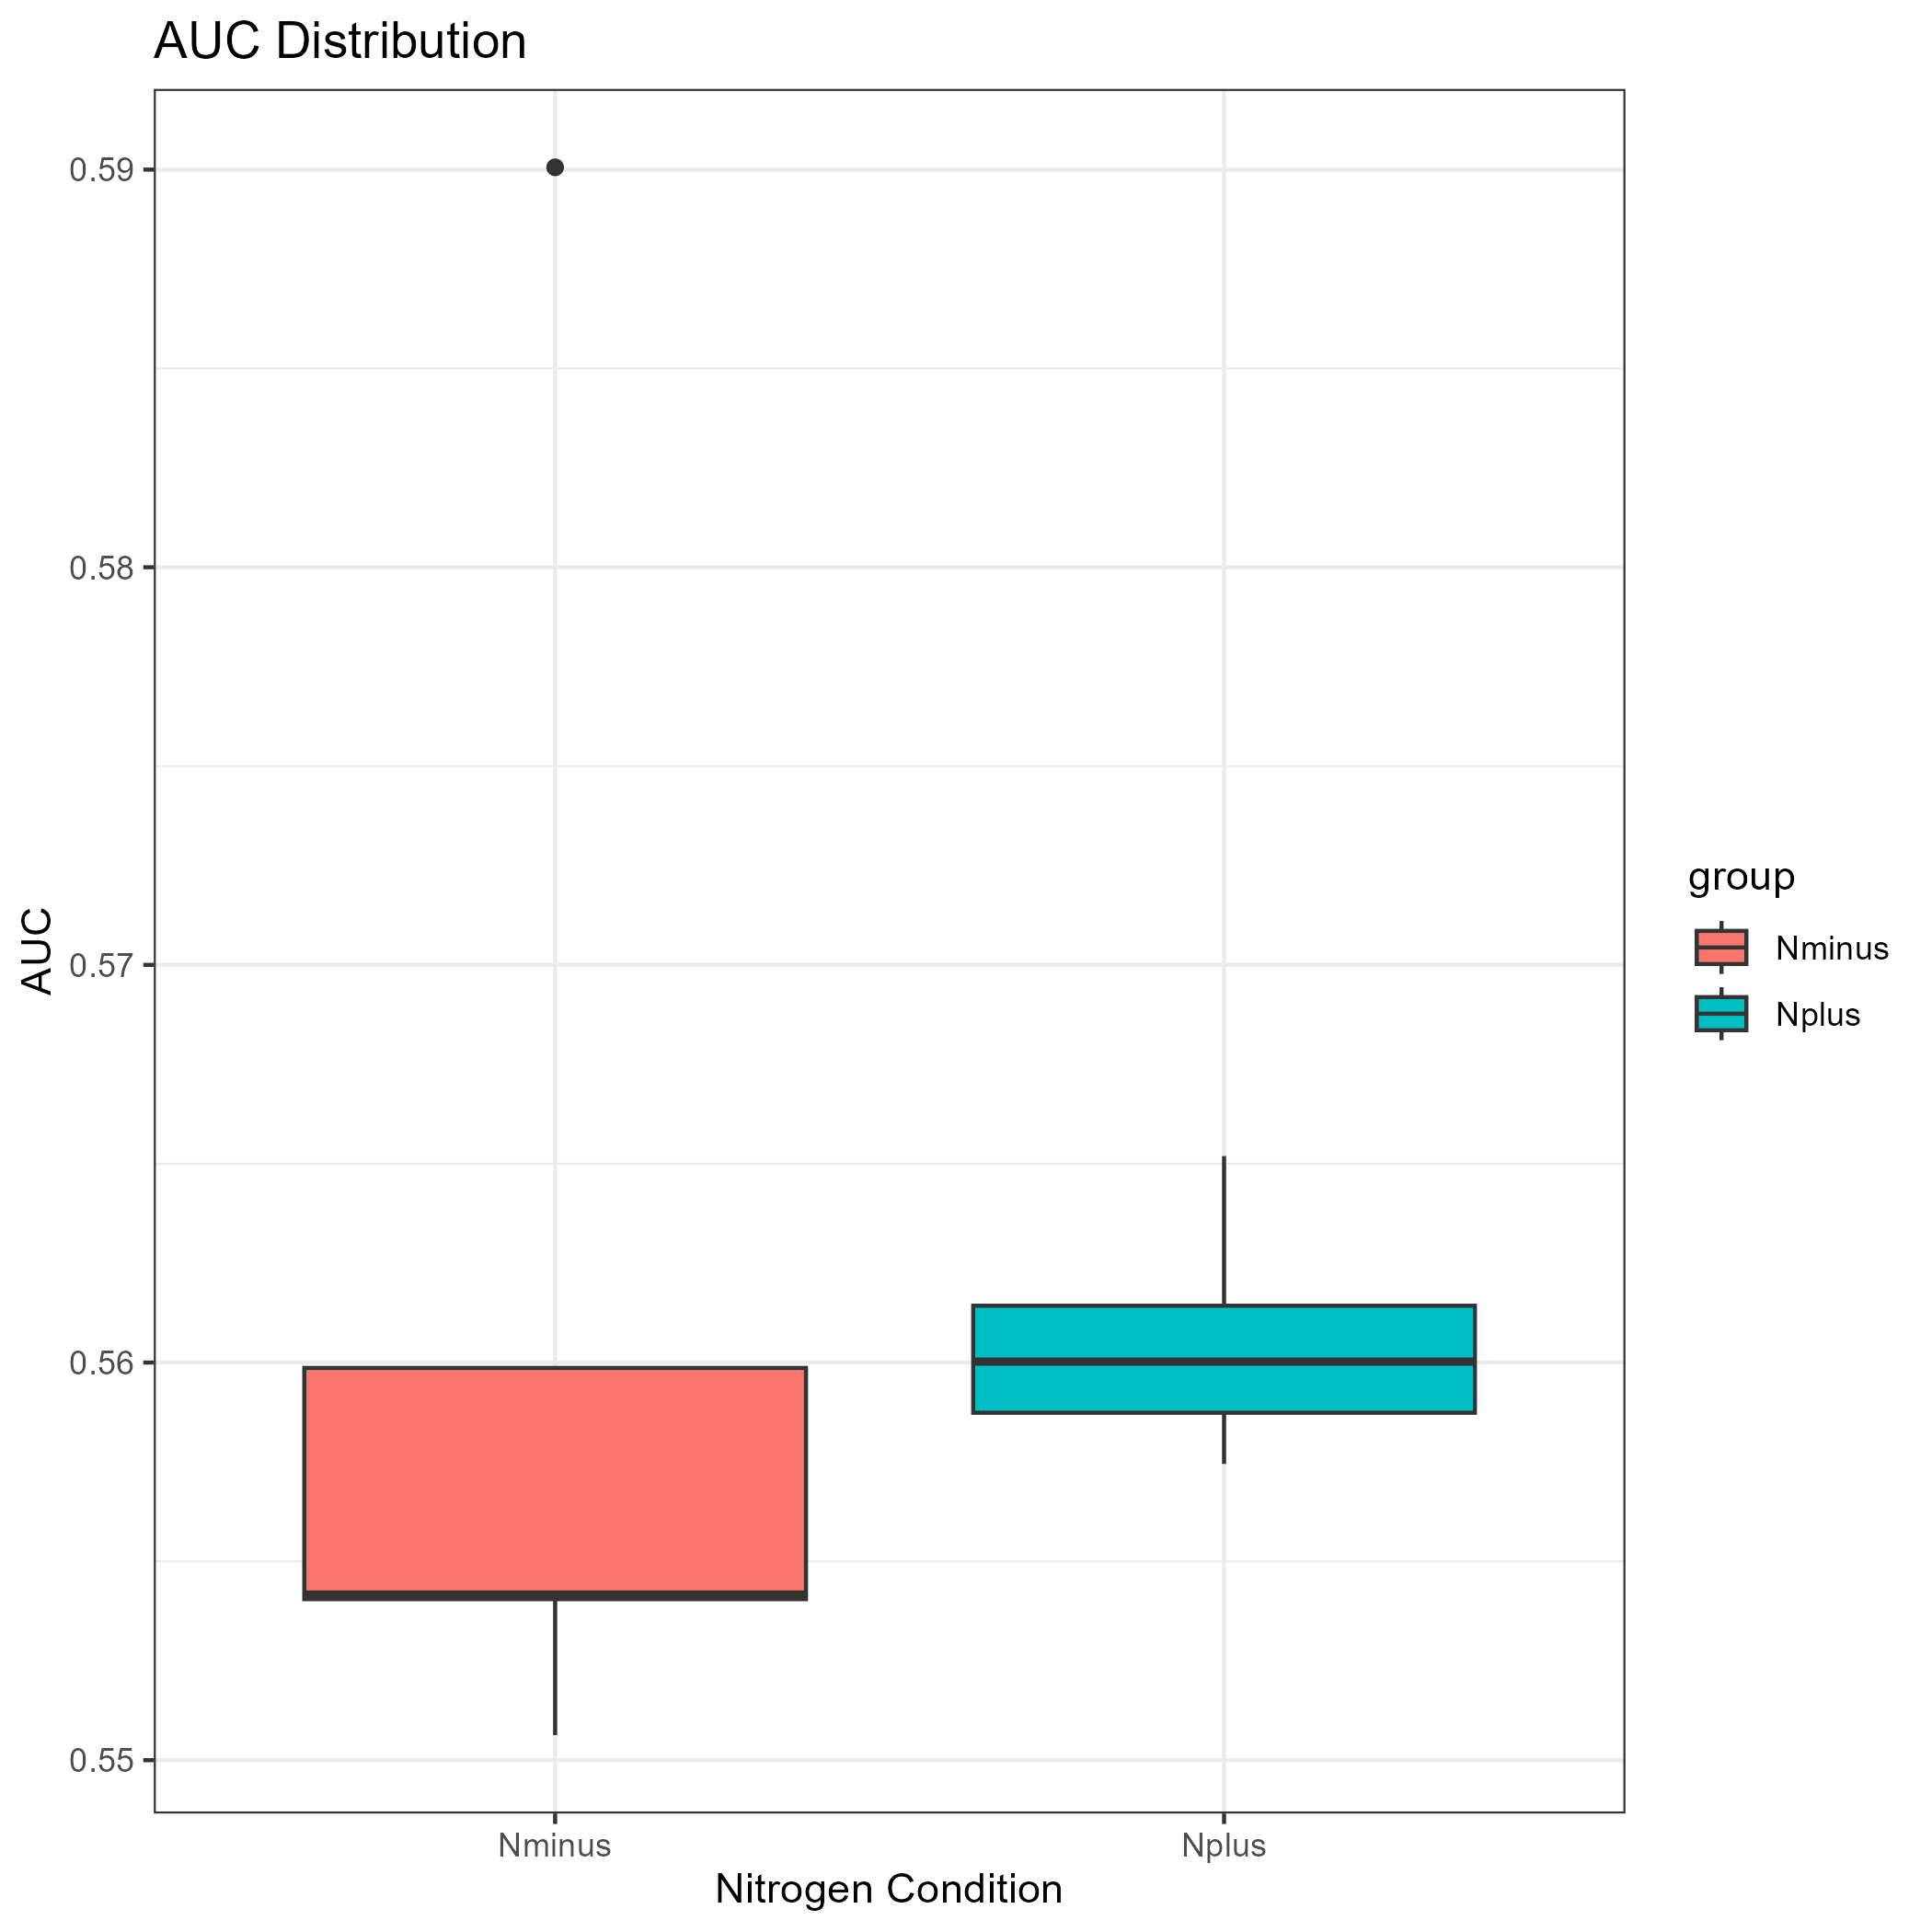 AUC Distribution
AUC
0.59
0.58
0.57
0.56
0.55
Nminus
Nplus
Nitrogen Condition
group
Nminus
Nplus